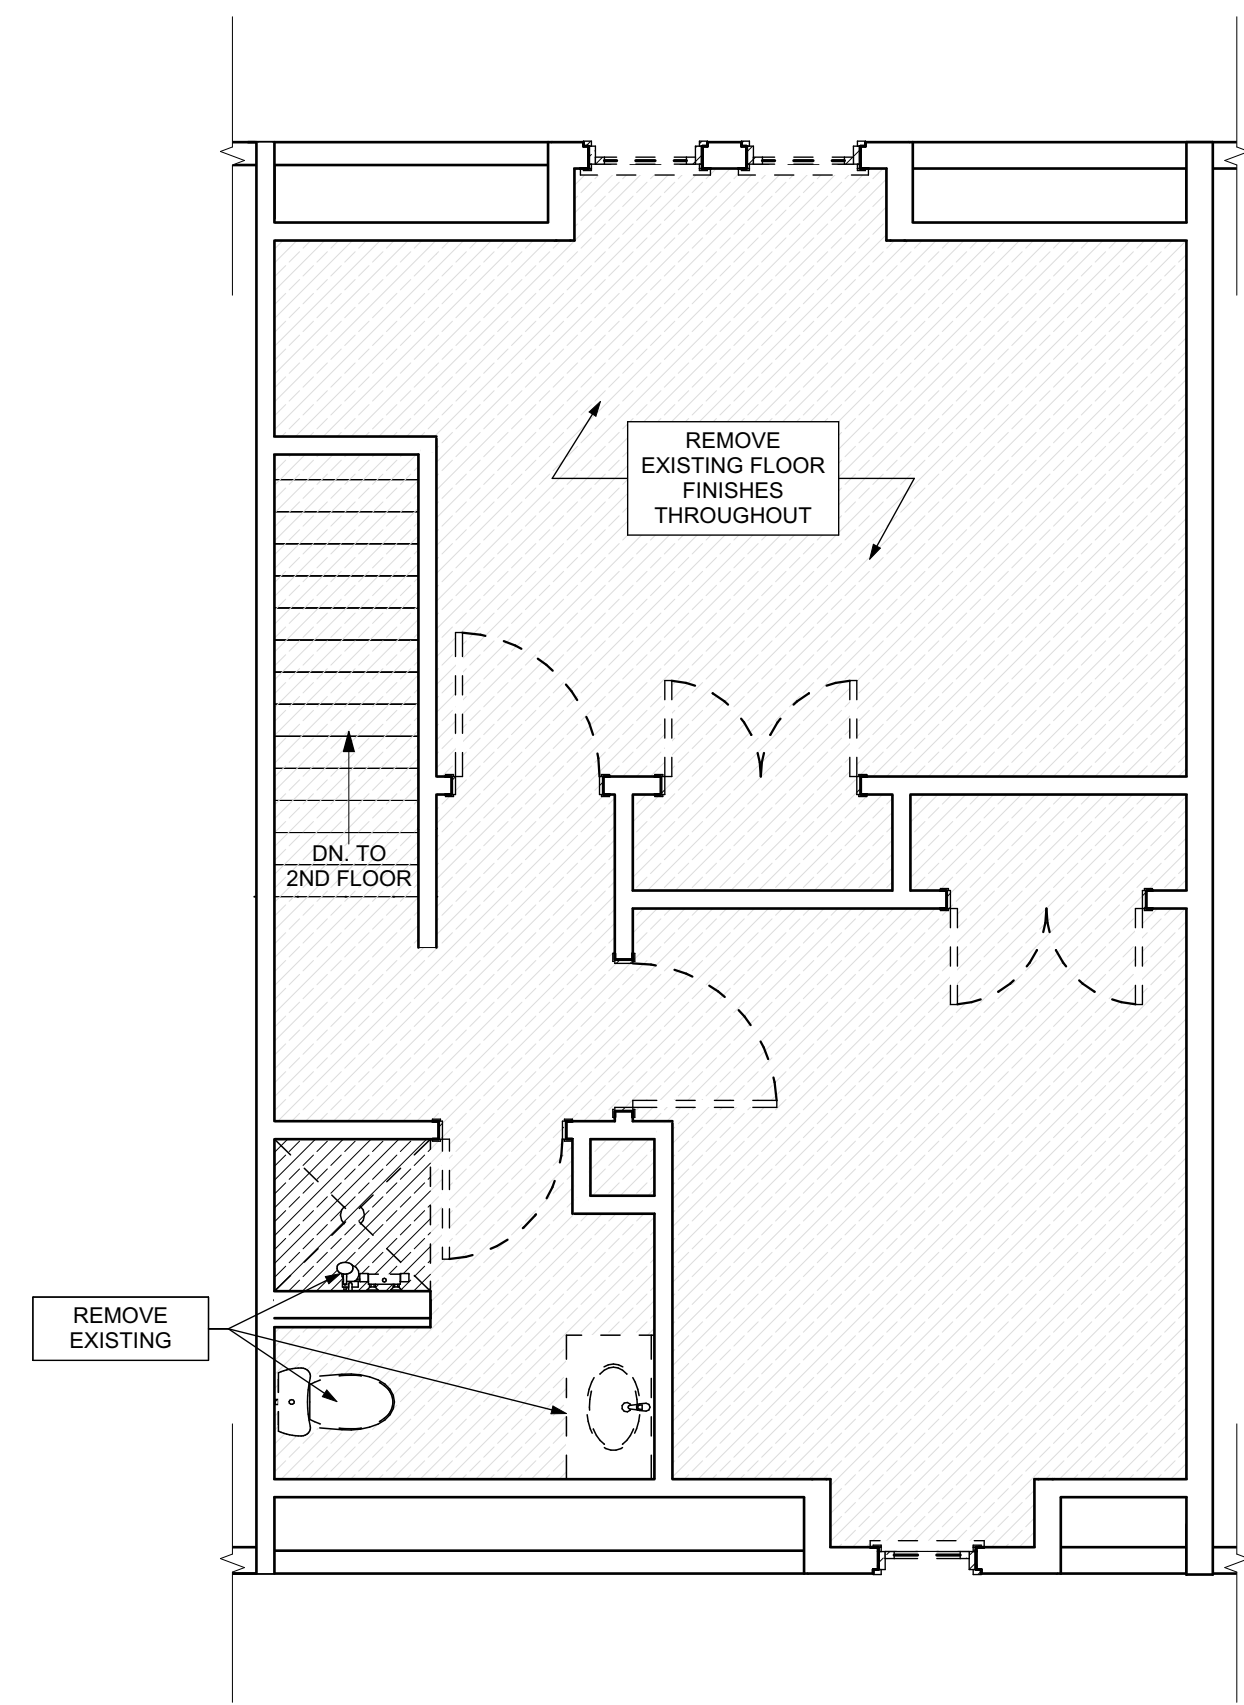 REMOVE
EXISTING FLOOR
FINISHES
THROUGHOUT
DN. TO
2ND FLOOR
REMOVE
EXISTING